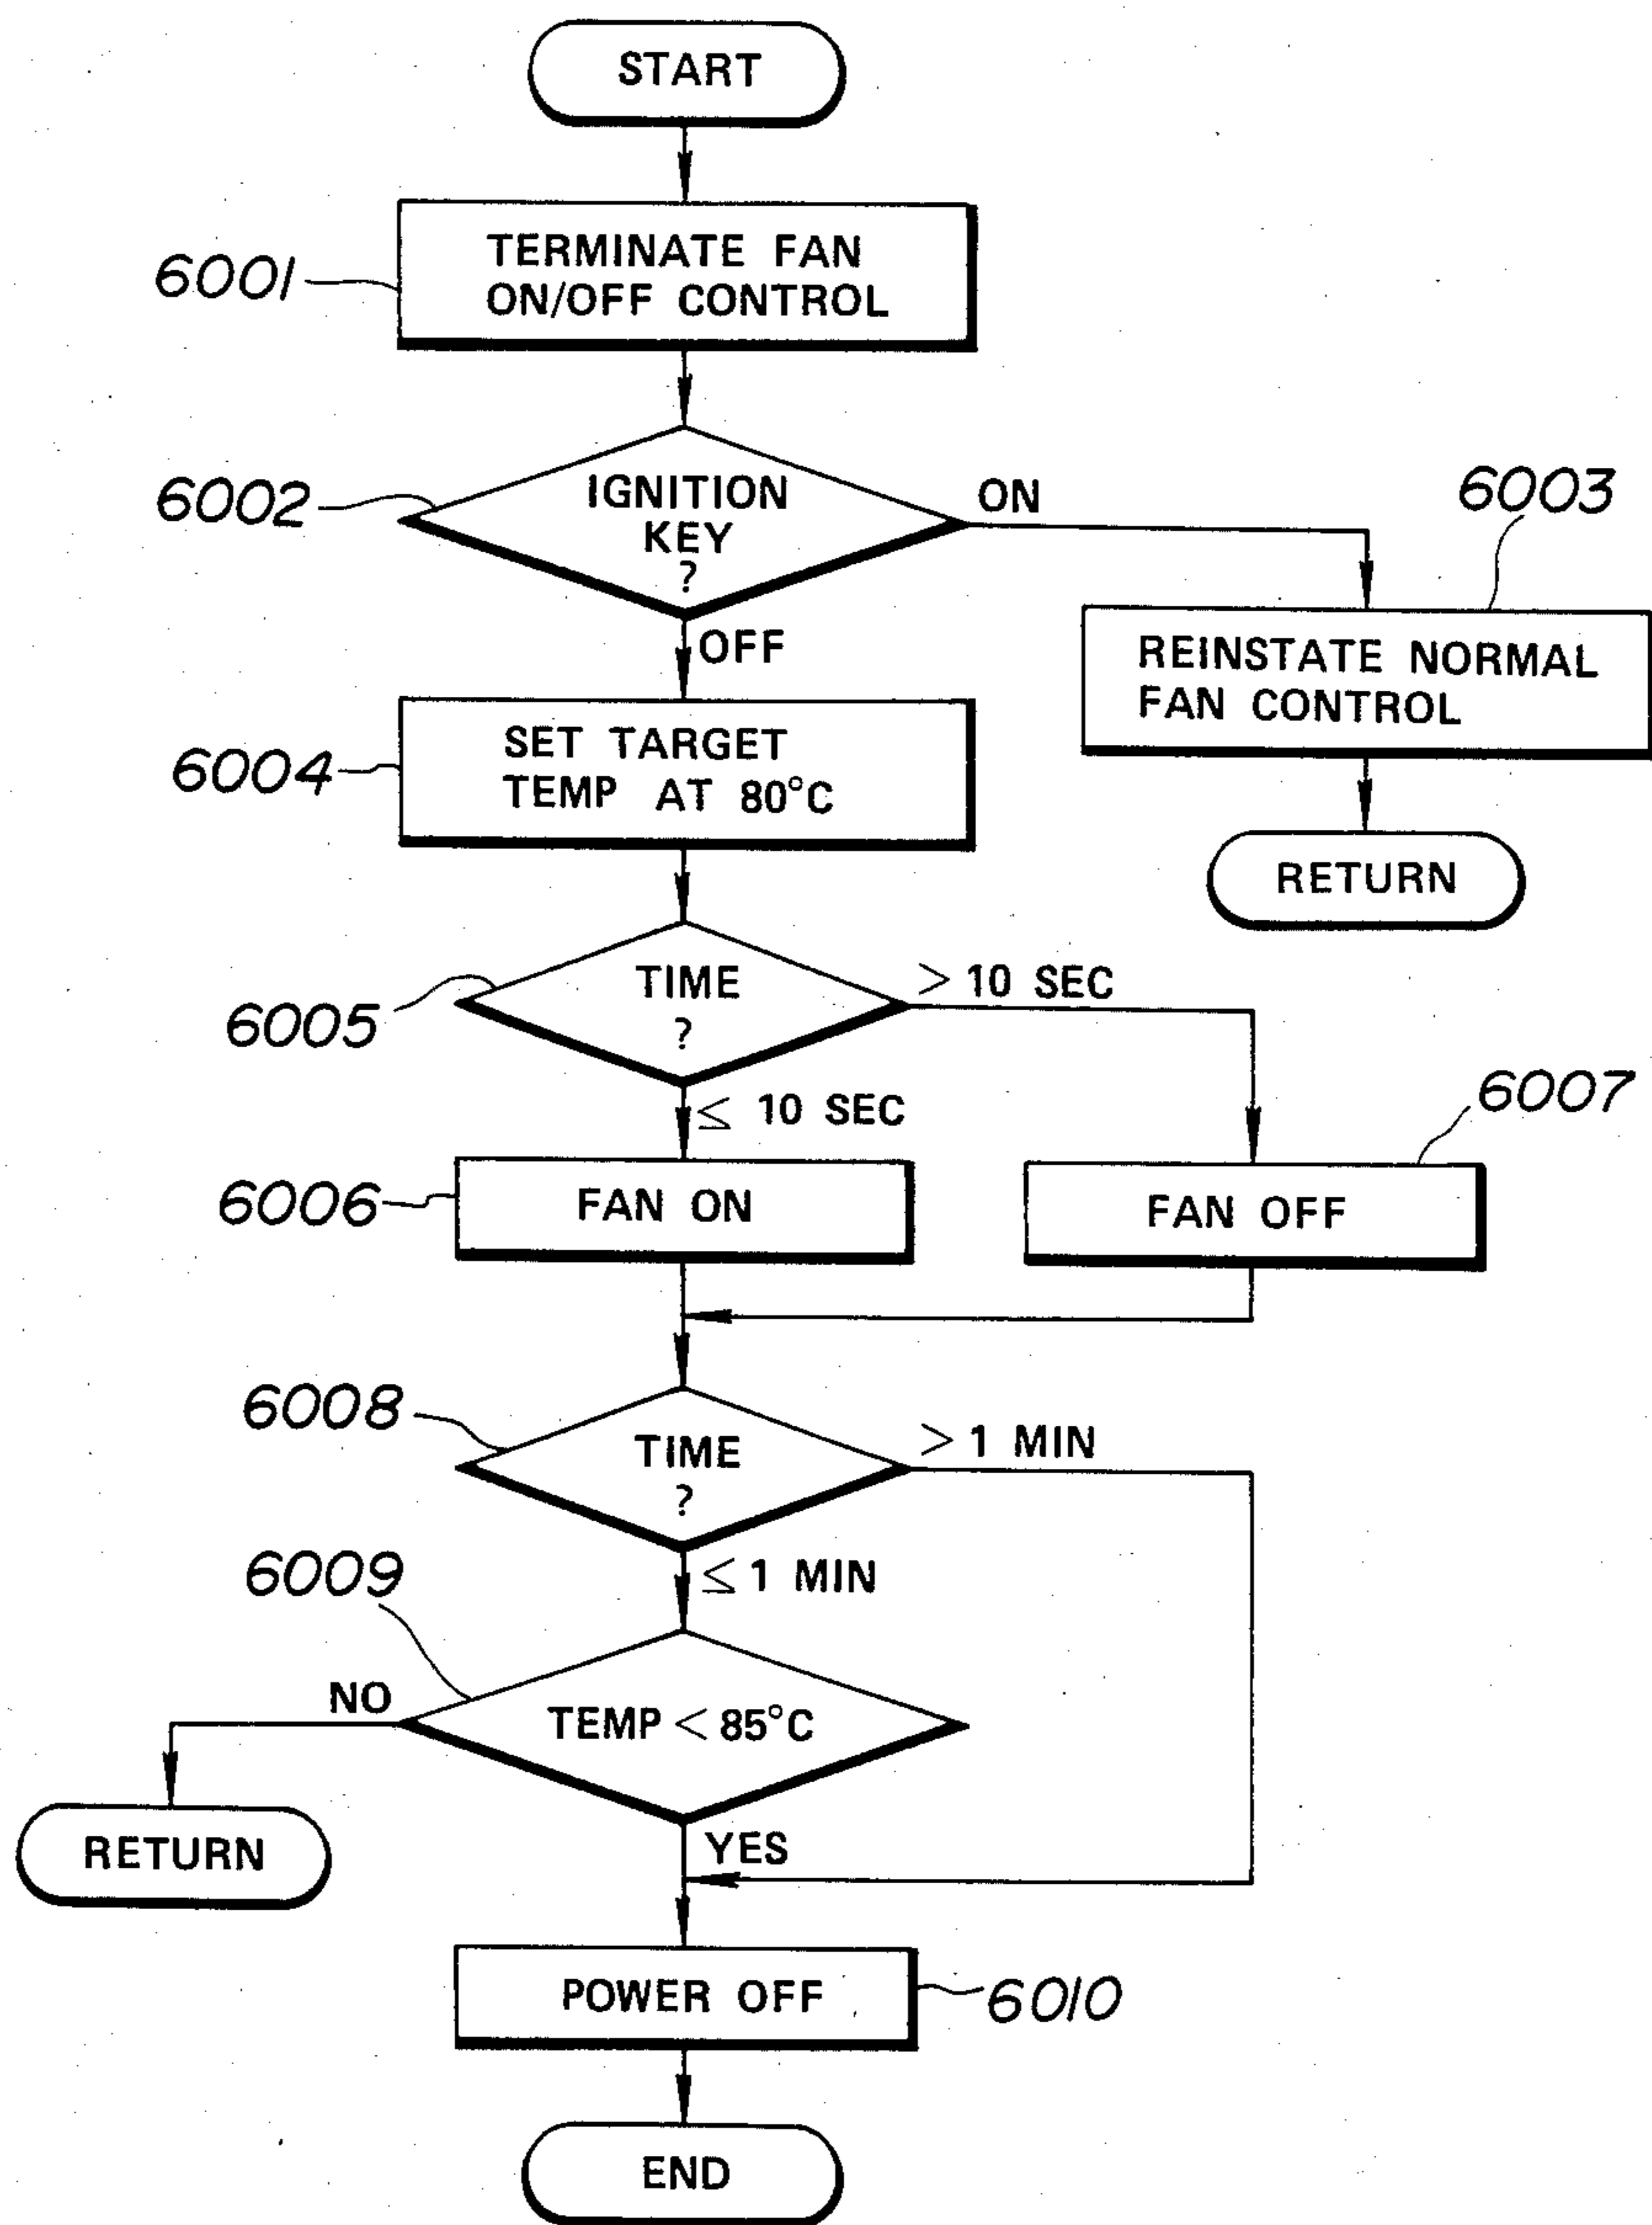 START
6001
TERMINATE FAN
ON/OFF CONTROL
6002
IGNITION
KEY
?
ON
6003
OFF
REINSTATE NORMAL
FAN CONTROL
6004
SET TARGET
TEMP AT 80°C
RETURN
6005
TIME
?
> 10 SEC
≤ 10 SEC
6007
6006
FAN ON
FAN OFF
6008
TIME
?
> 1 MIN
≤ 1 MIN
6009
NO
TEMP < 85°C
RETURN
YES
POWER OFF
6010
END